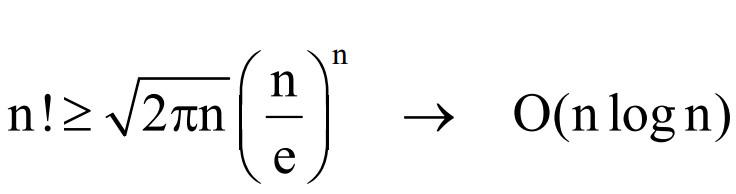 n! ≥ √2πn (n/e)ⁿ → O(n log n)